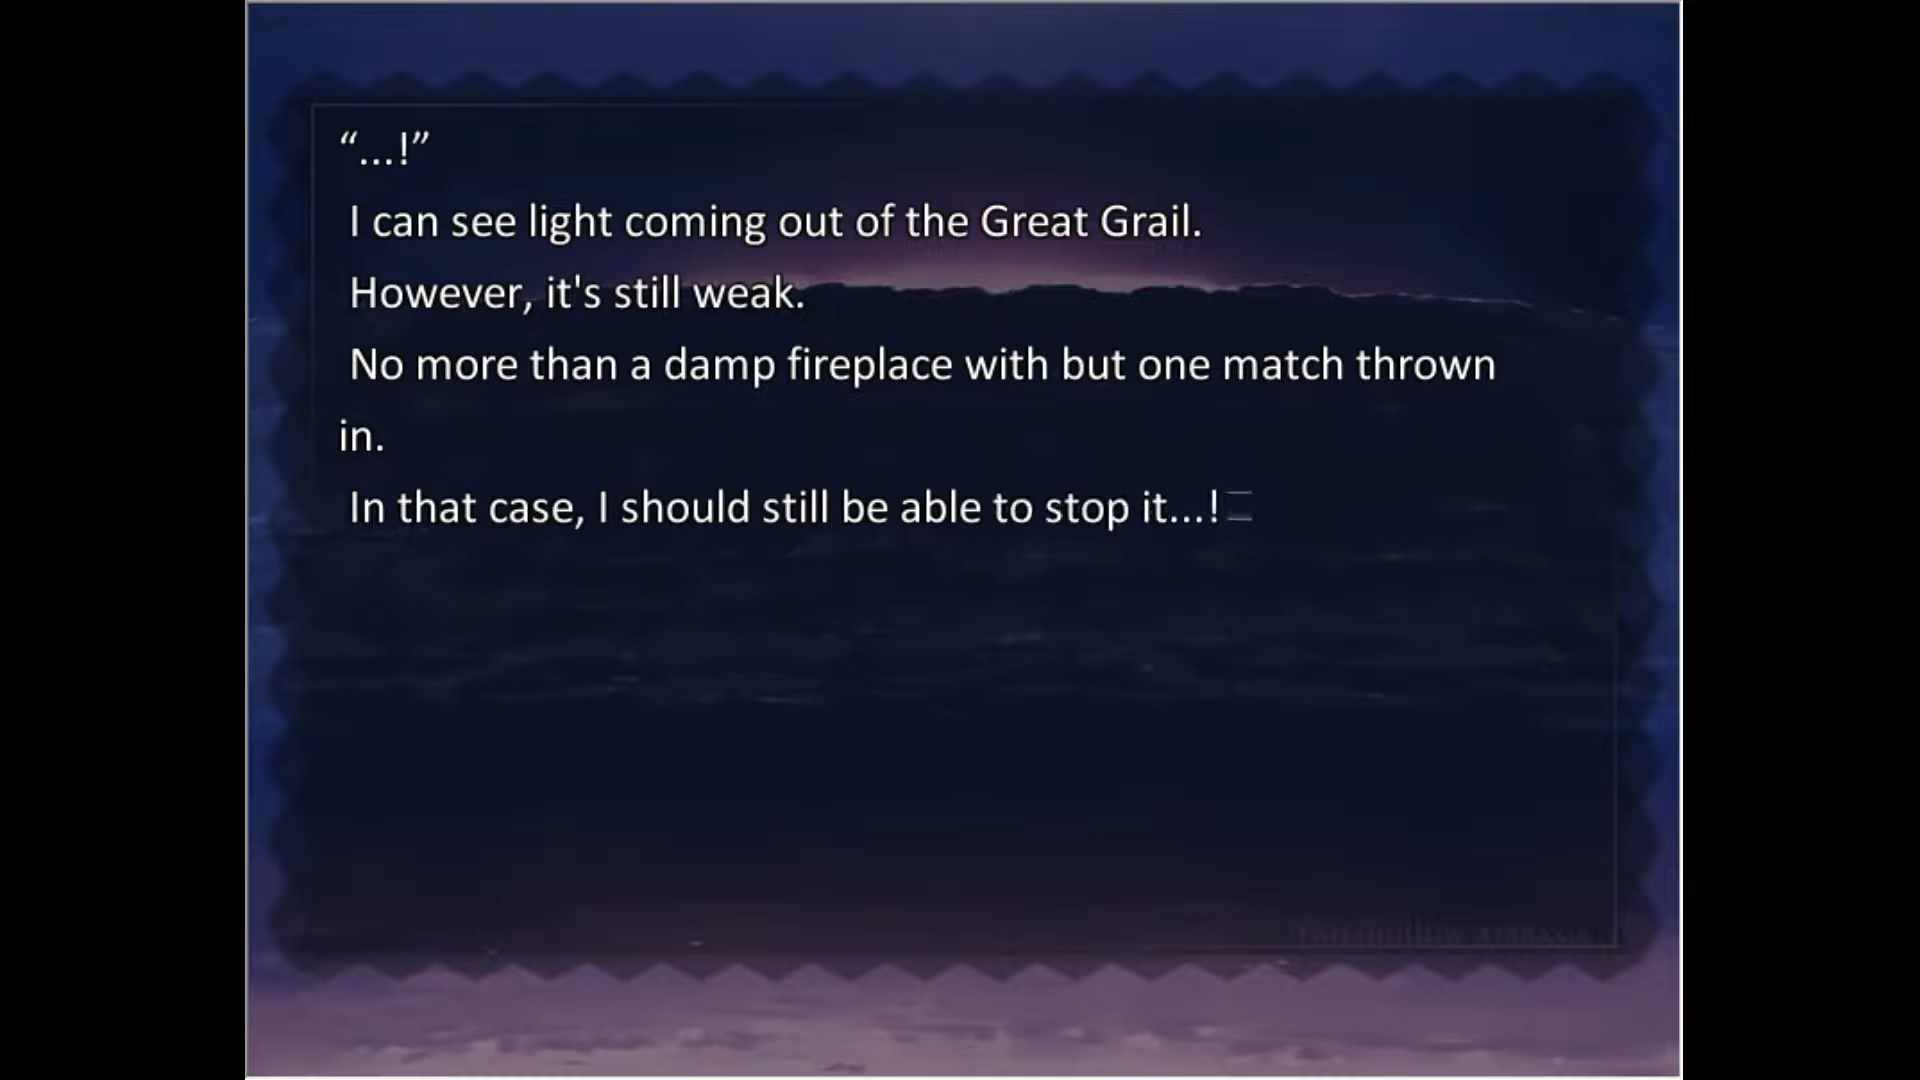 “...!”
I can see light coming out of the Great Grail.
However, it's still weak.
No more than a damp fireplace with but one match thrown
in.
In that case, I should still be able to stop it...!